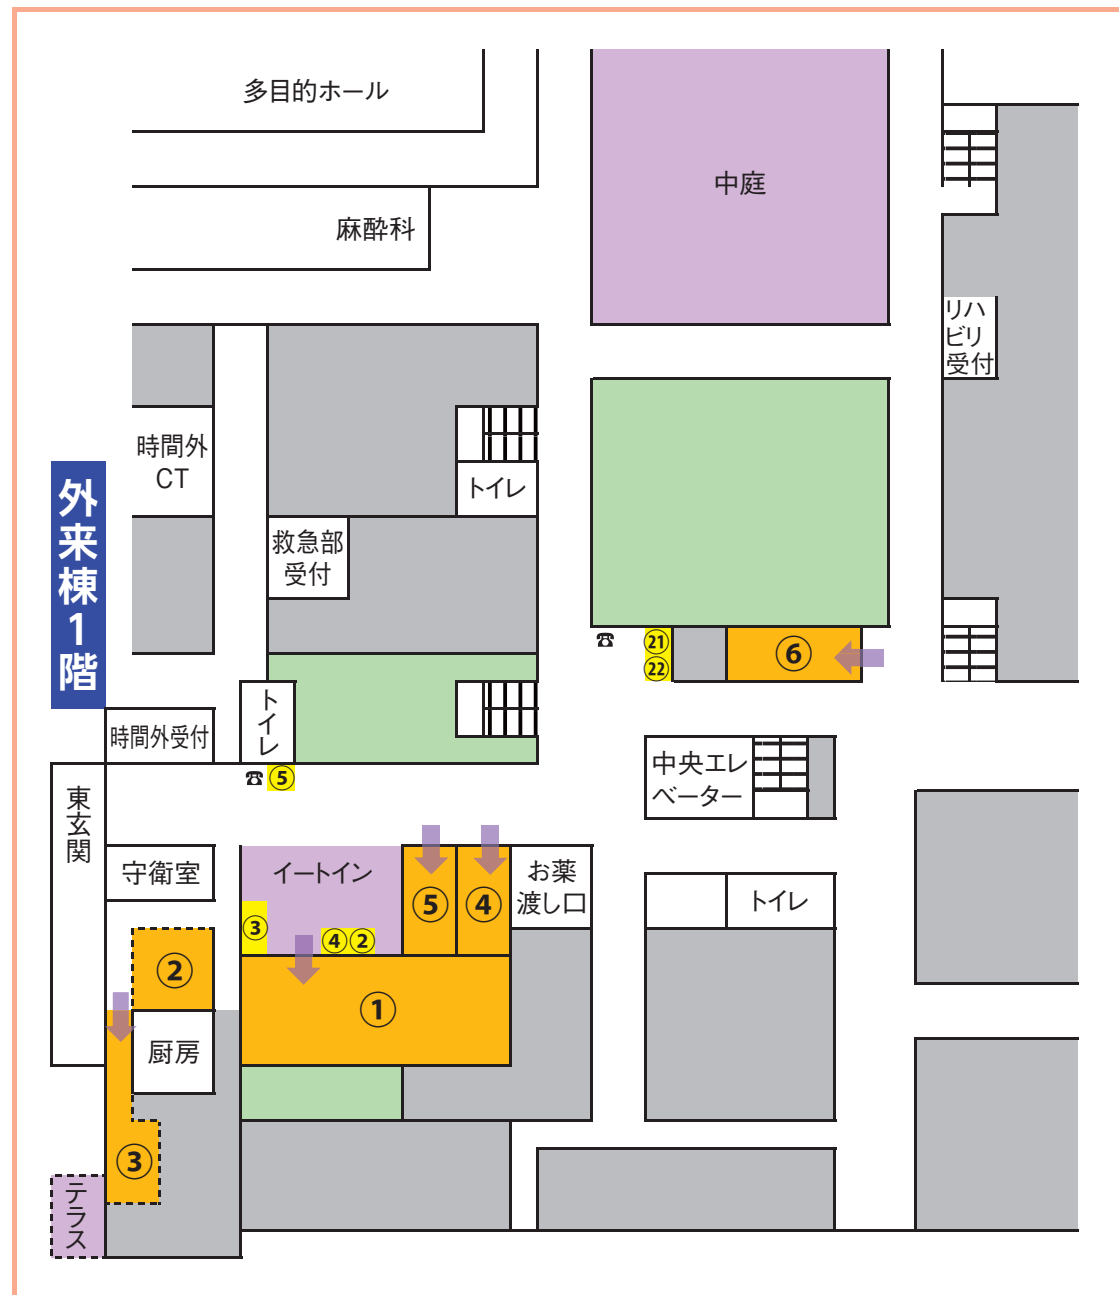 多目的ホール
中庭
麻酔科
リハ
ビリ
受付
時間外
CT
トイレ
外来棟1階
救急部
受付
㉑
㉒
⑥
トイレ
時間外受付
⑤
中央エレ
ベーター
東玄関
守衛室
イートイン
⑤
④
お薬
渡し口
トイレ
③
④②
②
①
厨房
③
テラス